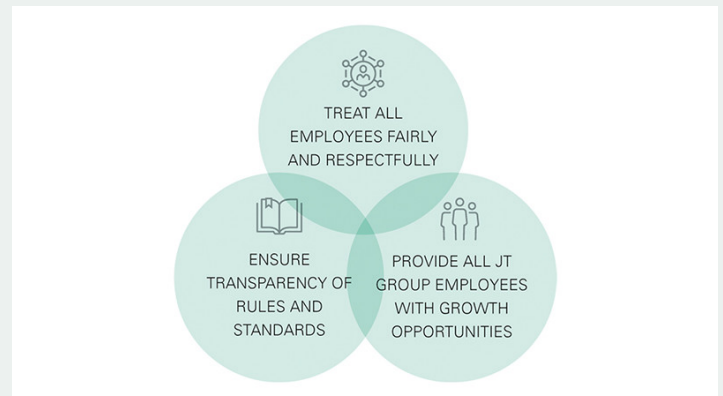 TREAT ALL
EMPLOYEES FAIRLY
AND RESPECTFULLY
ENSURE
TRANSPARENCY OF
RULES AND
STANDARDS
PROVIDE ALL JT
GROUP EMPLOYEES
WITH GROWTH
OPPORTUNITIES